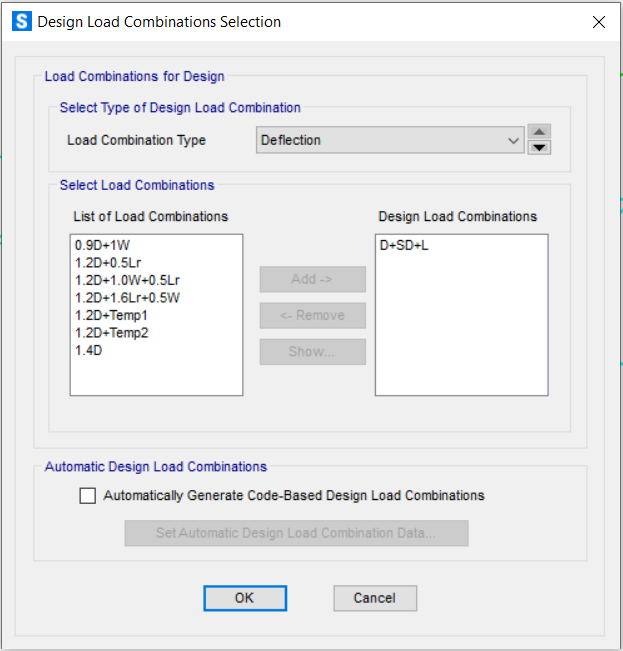 S Design Load Combinations Selection
Load Combinations for Design
Select Type of Design Load Combination
Load Combination Type Deflection
Select Load Combinations
List of Load Combinations
0.9D+1W
1.2D+0.5Lr
1.2D+1.0W+0.5Lr
1.2D+1.6Lr+0.5W
1.2D+Temp1
1.2D+Temp2
1.4D
Add ->
<- Remove
Show...
Design Load Combinations
D+SD+L
Automatic Design Load Combinations
Automatically Generate Code-Based Design Load Combinations
Set Automatic Design Load Combination Data...
OK Cancel